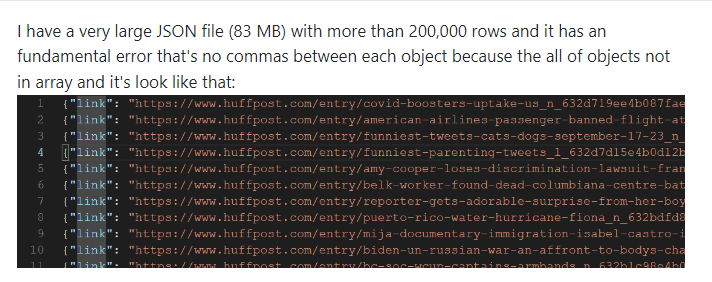 I have a very large JSON file (83 MB) with more than 200,000 rows and it has an
fundamental error that's no commas between each object because the all of objects not
in array and it's look like that:
1 {"link": "https://www.huffpost.com/entry/covid-boosters-uptake-us_n_632d719ee4b087fae
2 {"link": "https://www.huffpost.com/entry/american-airlines-passenger-banned-flight-at
3 {"link": "https://www.huffpost.com/entry/funniest-tweets-cats-dogs-september-17-23_n_
4 {"link": "https://www.huffpost.com/entry/funniest-parenting-tweets_l_632d7d15e4b0d12b
5 {"link": "https://www.huffpost.com/entry/amy-cooper-loses-discrimination-lawsuit-fran
6 {"link": "https://www.huffpost.com/entry/belk-worker-found-dead-columbiana-centre-bat
7 {"link": "https://www.huffpost.com/entry/reporter-gets-adorable-surprise-from-her-boy
8 {"link": "https://www.huffpost.com/entry/puerto-rico-water-hurricane-fiona_n_632bdfd8
9 {"link": "https://www.huffpost.com/entry/mija-documentary-immigration-isabel-castro-i
10 {"link": "https://www.huffpost.com/entry/biden-un-russian-war-an-affront-to-bodys-cha
11 {"link": "https://www.huffpost.com/entry/bc-soc-wcup-captains-armbands_n_632b1c98e4b0